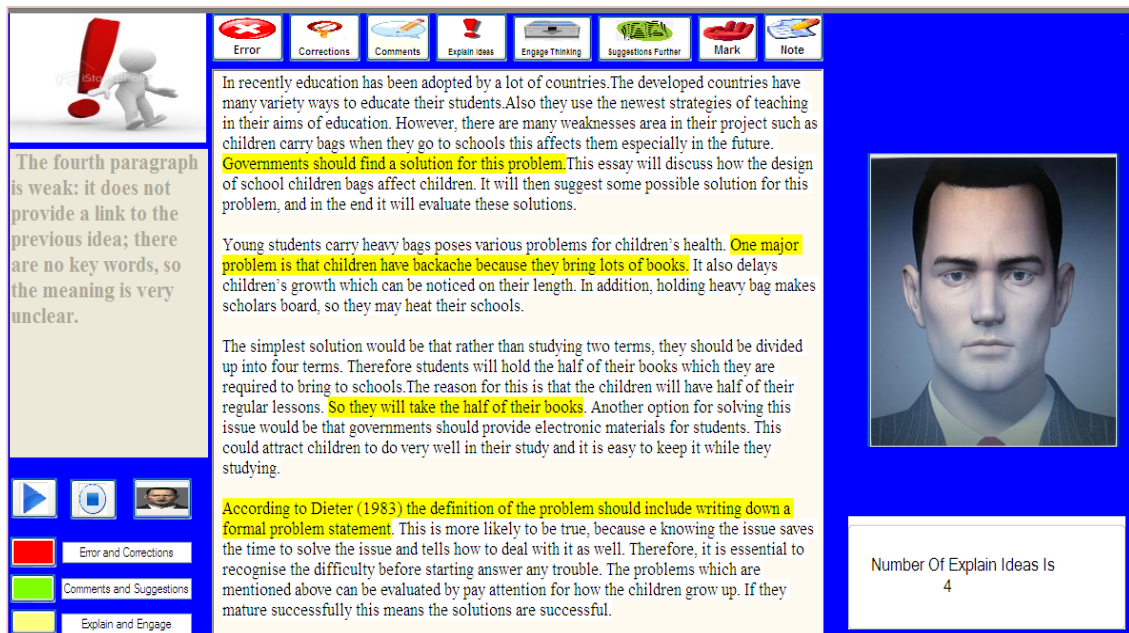 Error
Corrections
Comments
Explain Ideas
Engage Thinking
Suggestions Further
Mark
Note
iStockphoto
The fourth paragraph
is weak: it does not
provide a link to the
previous idea; there
are no key words, so
the meaning is very
unclear.
In recently education has been adopted by a lot of countries.The developed countries have
many variety ways to educate their students.Also they use the newest strategies of teaching
in their aims of education. However, there are many weaknesses area in their project such as
children carry bags when they go to schools this affects them especially in the future.
Governments should find a solution for this problem.This essay will discuss how the design
of school children bags affect children. It will then suggest some possible solution for this
problem, and in the end it will evaluate these solutions.
Young students carry heavy bags poses various problems for children's health. One major
problem is that children have backache because they bring lots of books. It also delays
children's growth which can be noticed on their length. In addition, holding heavy bag makes
scholars board, so they may heat their schools.
The simplest solution would be that rather than studying two terms, they should be divided
up into four terms. Therefore students will hold the half of their books which they are
required to bring to schools.The reason for this is that the children will have half of their
regular lessons. So they will take the half of their books. Another option for solving this
issue would be that governments should provide electronic materials for students. This
could attract children to do very well in their study and it is easy to keep it while they
studying.
According to Dieter (1983) the definition of the problem should include writing down a
formal problem statement. This is more likely to be true, because e knowing the issue saves
the time to solve the issue and tells how to deal with it as well. Therefore, it is essential to
recognise the difficulty before starting answer any trouble. The problems which are
mentioned above can be evaluated by pay attention for how the children grow up. If they
mature successfully this means the solutions are successful.
Error and Corrections
Comments and Suggestions
Explain and Engage
Number Of Explain Ideas Is
4